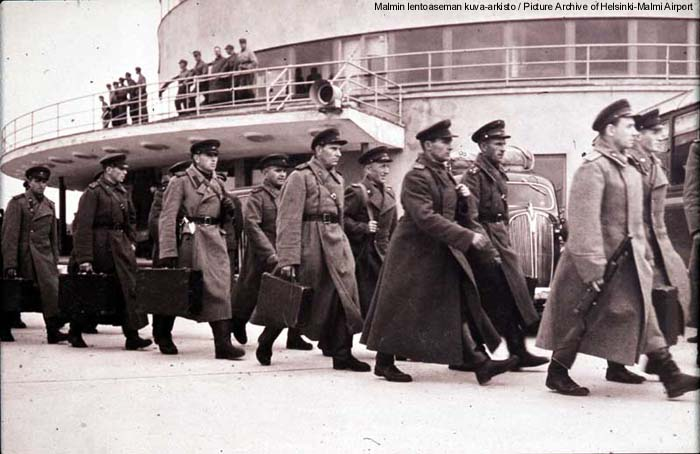 Malmin lentoaseman kuva-arkisto / Picture Archive of Helsinki-Malmi Airport